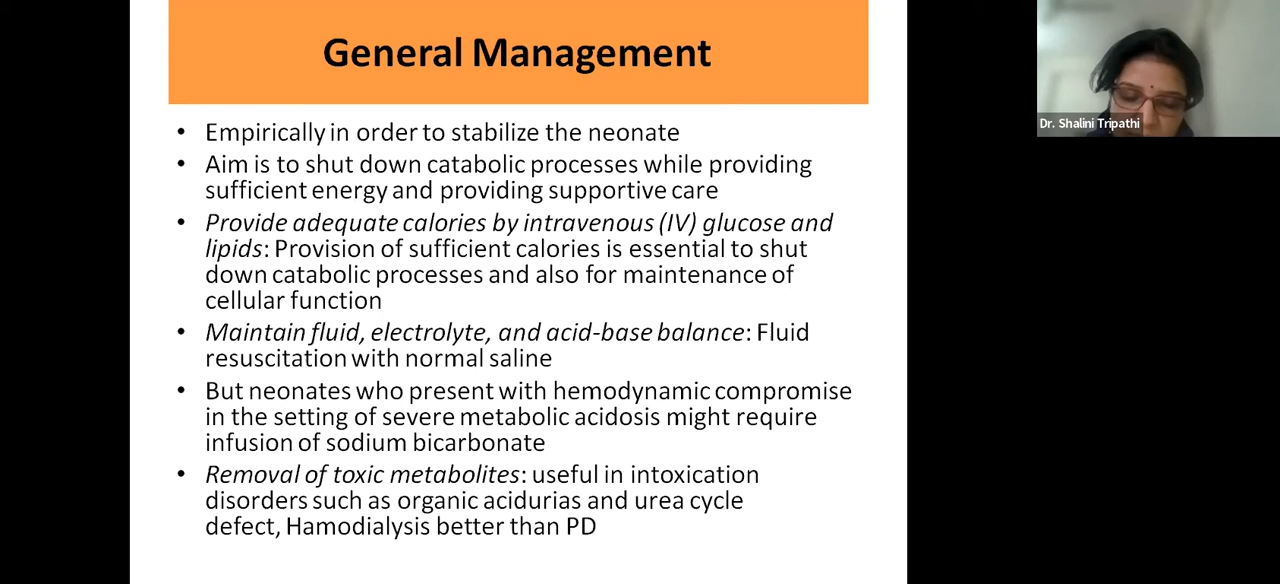 General Management
• Empirically in order to stabilize the neonate
• Aim is to shut down catabolic processes while providing
sufficient energy and providing supportive care
• Provide adequate calories by intravenous (IV) glucose and
lipids: Provision of sufficient calories is essential to shut
down catabolic processes and also for maintenance of
cellular function
• Maintain fluid, electrolyte, and acid-base balance: Fluid
resuscitation with normal saline
• But neonates who present with hemodynamic compromise
in the setting of severe metabolic acidosis might require
infusion of sodium bicarbonate
• Removal of toxic metabolites: useful in intoxication
disorders such as organic acidurias and urea cycle
defect, Hamodialysis better than PD
Dr. Shalini Tripathi